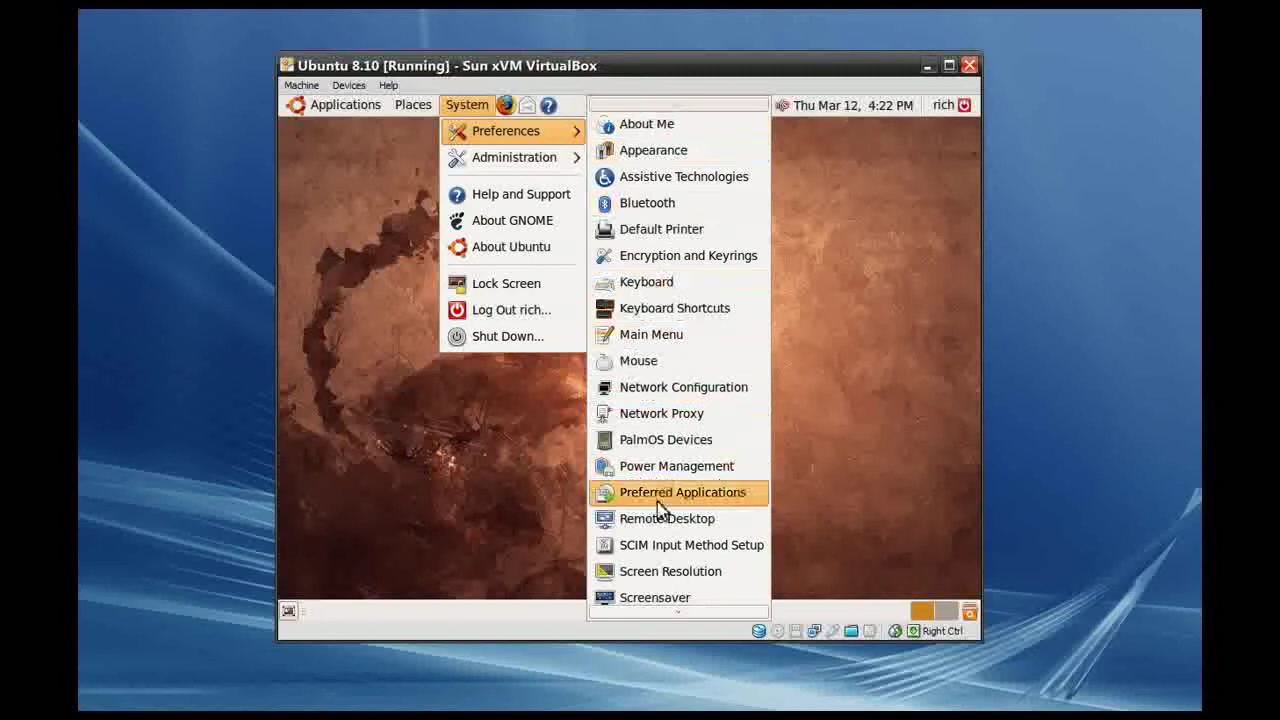 Ubuntu 8.10 [Running] - Sun xVM VirtualBox
Machine Devices Help
Applications Places System
Thu Mar 12, 4:22 PM rich
Preferences
Administration
Help and Support
About GNOME
About Ubuntu
Lock Screen
Log Out rich...
Shut Down...
About Me
Appearance
Assistive Technologies
Bluetooth
Default Printer
Encryption and Keyrings
Keyboard
Keyboard Shortcuts
Main Menu
Mouse
Network Configuration
Network Proxy
PalmOS Devices
Power Management
Preferred Applications
Remote Desktop
SCIM Input Method Setup
Screen Resolution
Screensaver
Right Ctrl